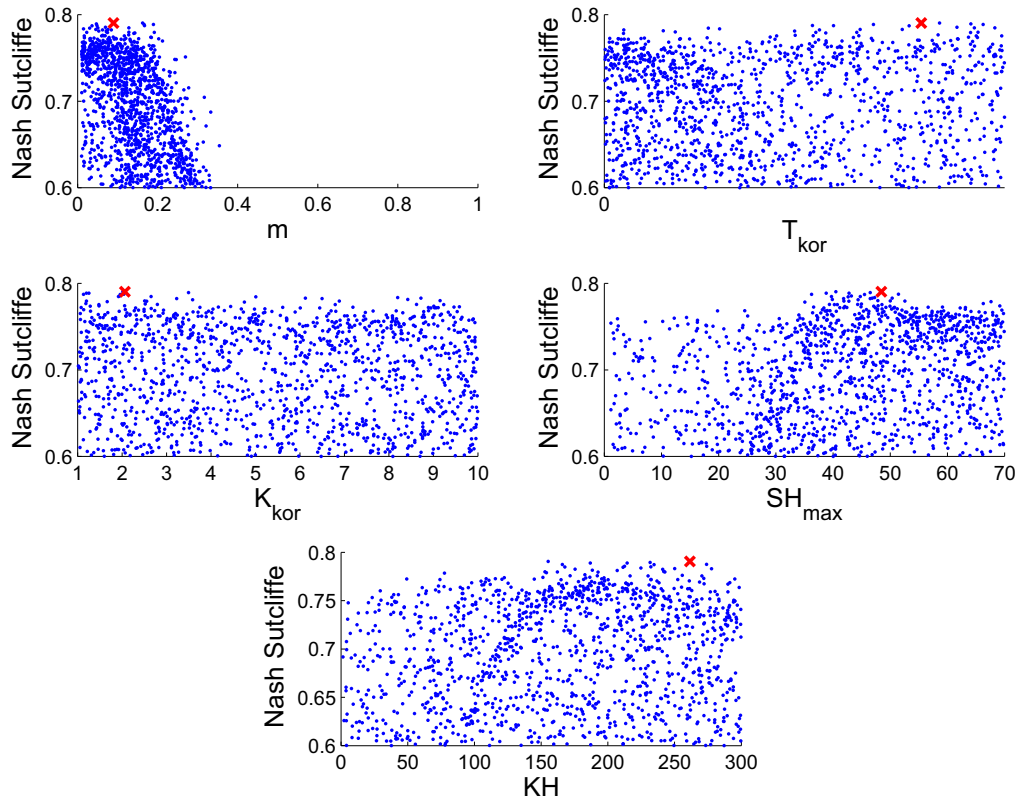 Nash Sutcliffe
0.8
0.7
0.6
0 0.2 0.4 0.6 0.8 1
m
Nash Sutcliffe
0.8
0.7
0.6
0
T_kor
Nash Sutcliffe
0.8
0.7
0.6
1 2 3 4 5 6 7 8 9 10
K_kor
Nash Sutcliffe
0.8
0.7
0.6
0 10 20 30 40 50 60 70
SH_max
Nash Sutcliffe
0.8
0.75
0.7
0.65
0.6
0 50 100 150 200 250 300
KH